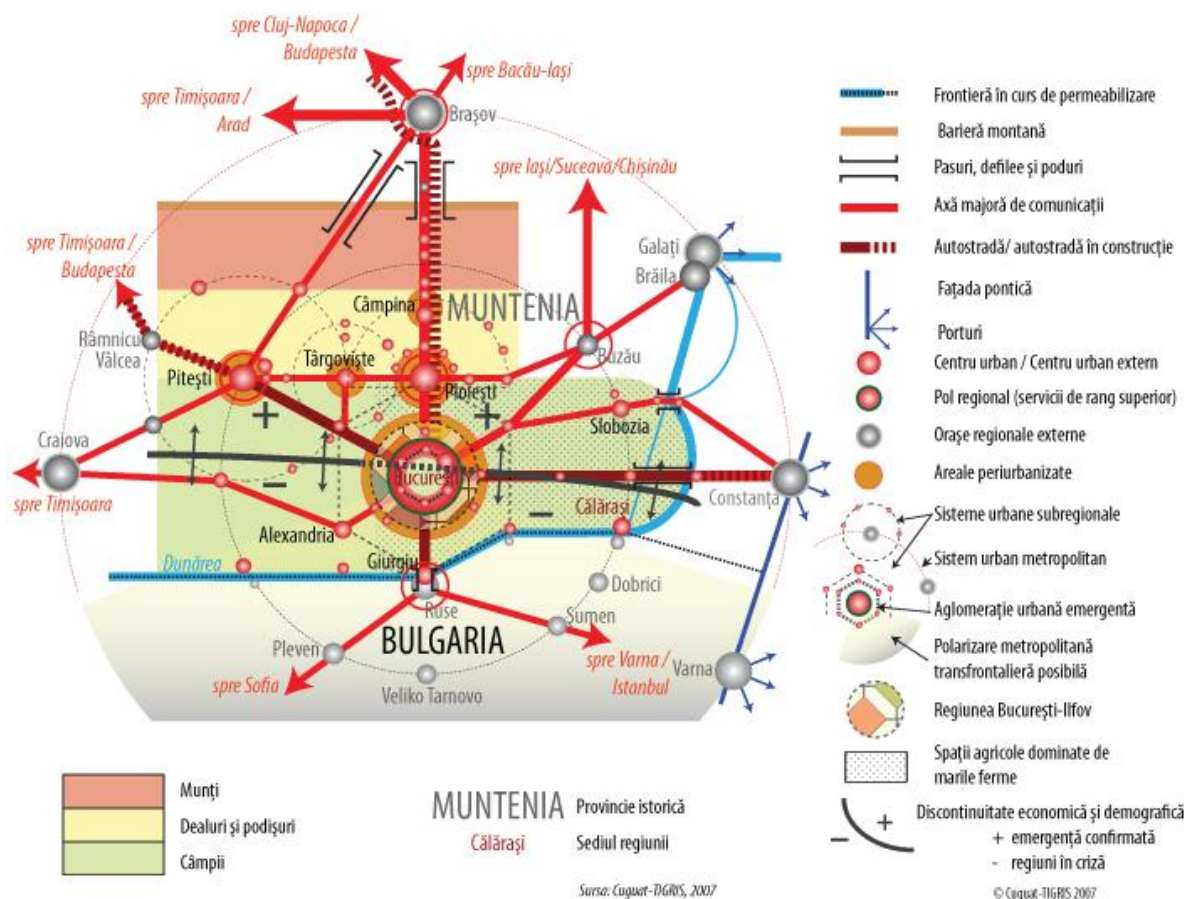 spre Cluj-Napoca /
Budapesta
spre Bacău-Iași
spre Timișoara /
Arad
Brașov
spre Iași/Suceava/Chișinău
spre Timișoara /
Budapesta
Galați
Brăila
Câmpina
MUNTENIA
Râmnicu
Vâlcea
Târgoviște
Buzău
Pitești
Ploiești
+
+
Slobozia
Craiova
București
Constanța
spre Timișoara
-
-
Călărași
Alexandria
Giurgiu
Dunărea
Dobrici
Ruse
Sumen
BULGARIA
Pleven
spre Varna /
Istanbul
Varna
spre Sofia
Veliko Tarnovo
Frontieră în curs de permeabilizare
Barieră montană
Pasuri, defilee și poduri
Axă majoră de comunicații
Autostradă/ autostradă în construcție
Fațada pontică
Porturi
Centru urban / Centru urban extern
Pol regional (servicii de rang superior)
Orașe regionale externe
Areale periurbanizate
Sisteme urbane subregionale
Sistem urban metropolitan
Aglomerație urbană emergentă
Polarizare metropolitană
transfrontalieră posibilă
Regiunea București-Ilfov
Spații agricole dominate de
marile ferme
Discontinuitate economică și demografică
+ emergență confirmată
- regiuni în criză
+
-
Munți
Dealuri și podișuri
Câmpii
MUNTENIA
Provincie istorică
Călărași
Sediul regiunii
Sursa: Cuguat-TIGRIS, 2007
© Cuguat-TIGRIS 2007